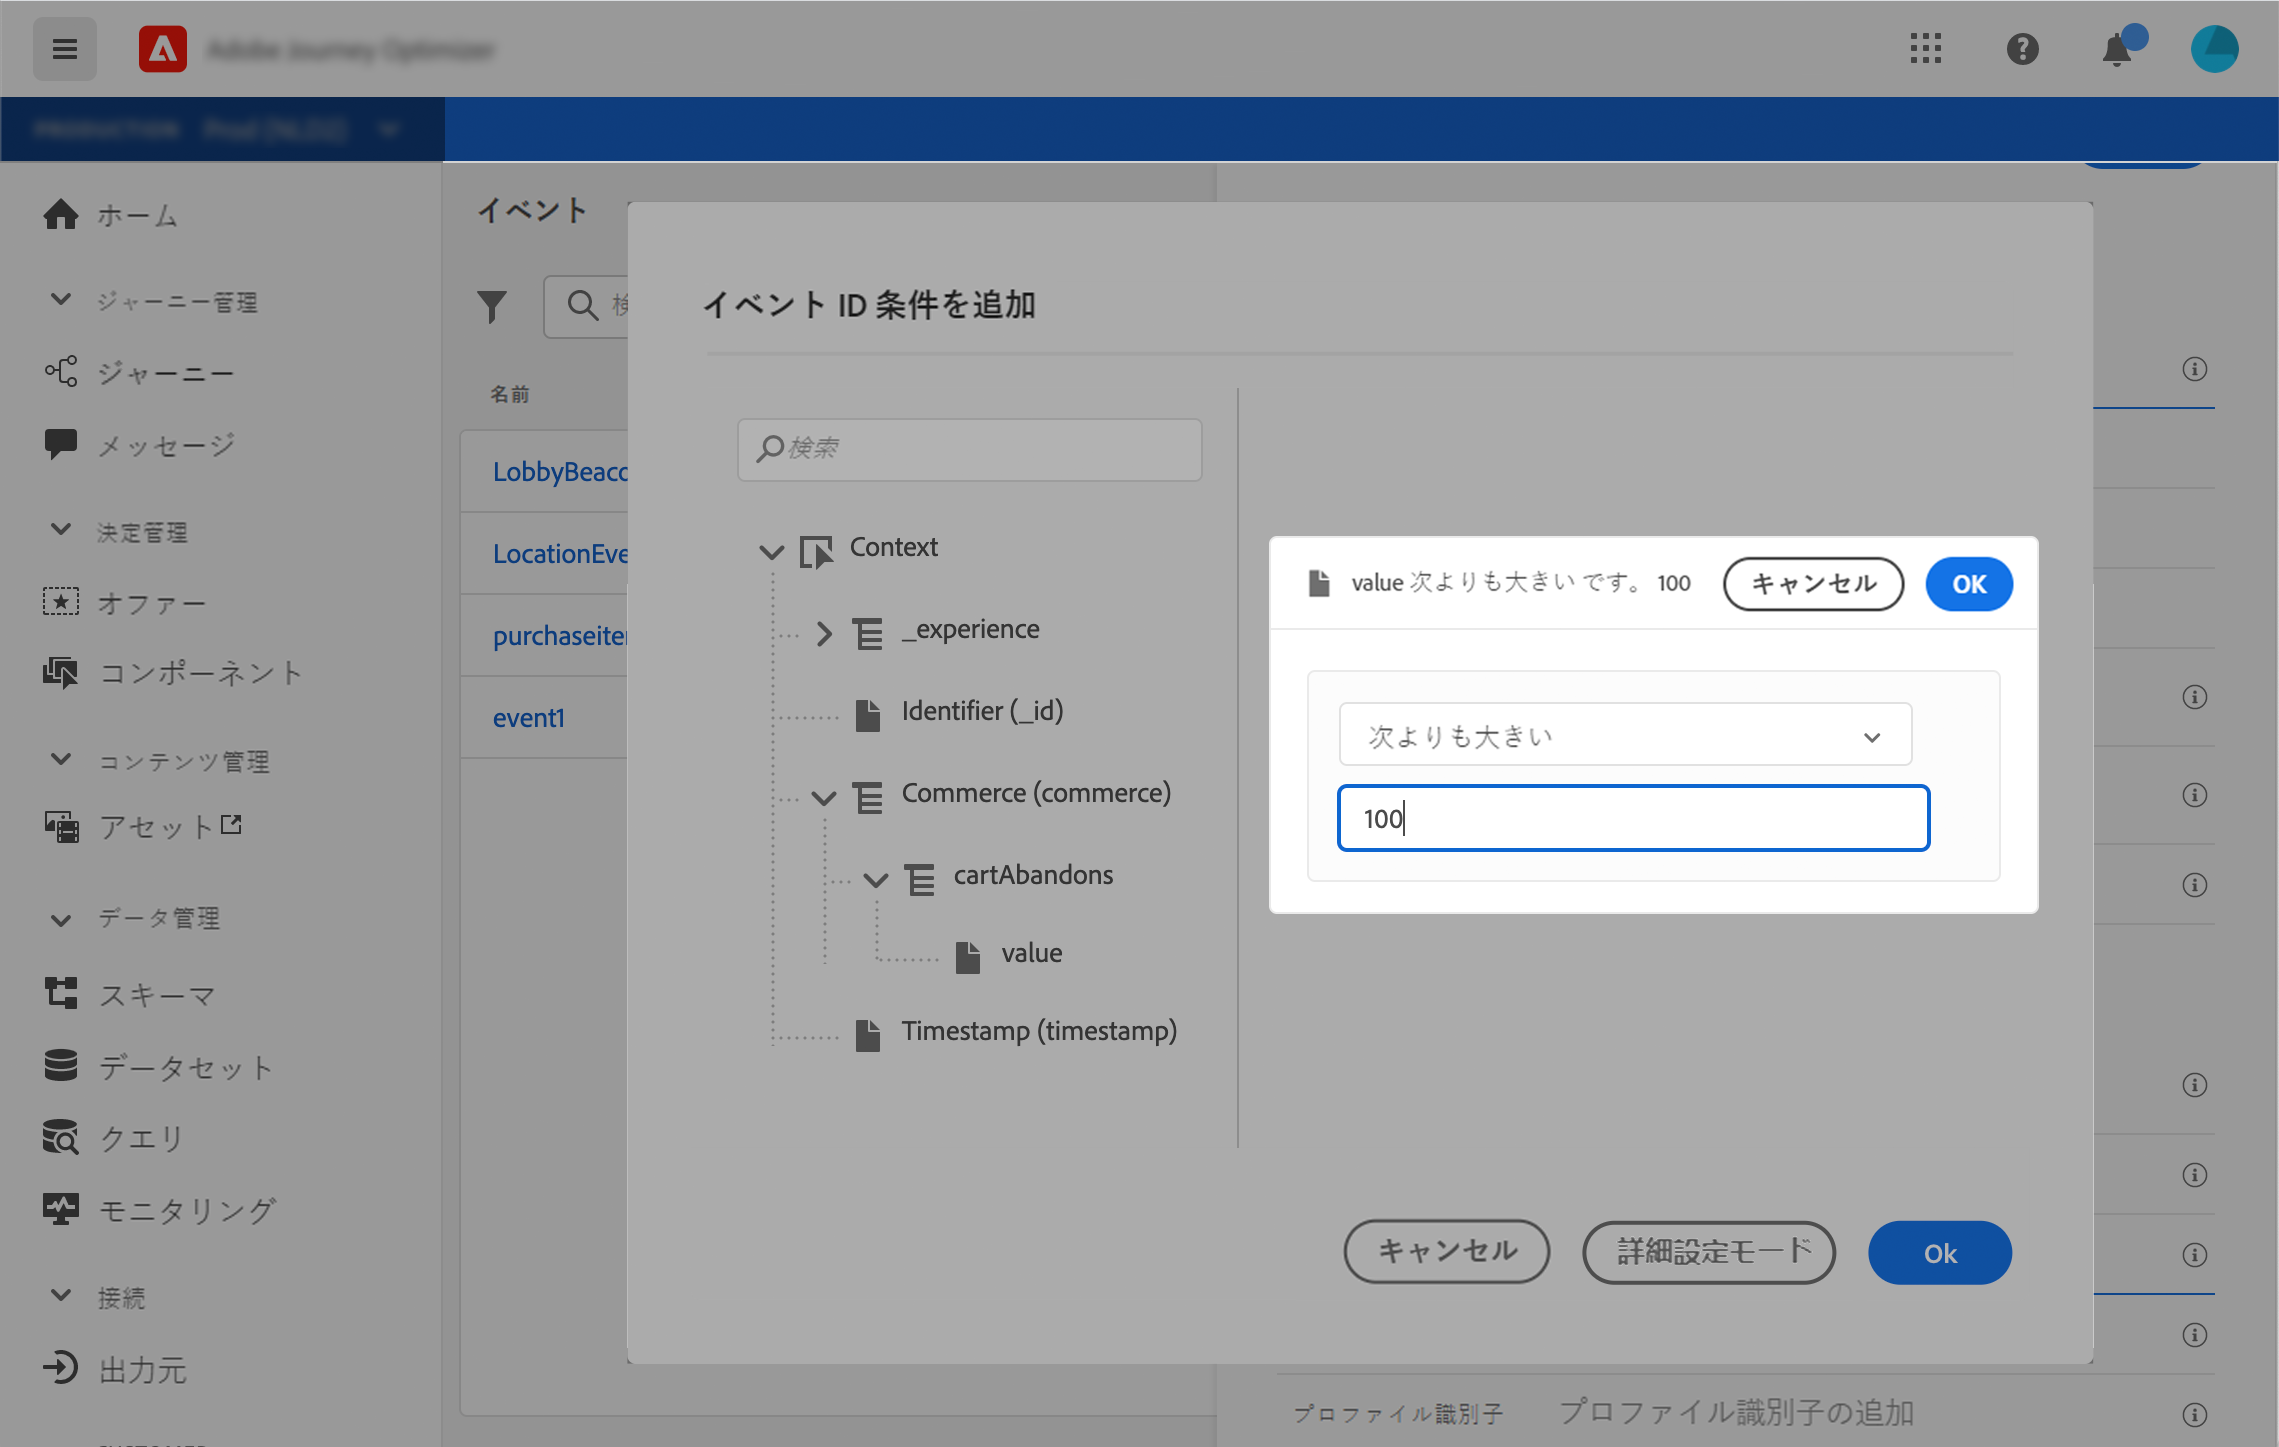 Adobe Journey Optimizer
PRODUCTION Prod (NLD2)
ホーム
ジャーニー管理
ジャーニー
メッセージ
決定管理
オファー
コンポーネント
コンテンツ管理
アセット
データ管理
スキーマ
データセット
クエリ
モニタリング
接続
出力元
イベント
名前
LobbyBeaco
LocationEve
purchaseiter
event1
イベント ID 条件を追加
検索
Context
_experience
Identifier (_id)
Commerce (commerce)
cartAbandons
value
Timestamp (timestamp)
value 次よりも大きい です。 100
キャンセル
OK
次よりも大きい
100
キャンセル
詳細設定モード
Ok
プロファイル識別子
プロファイル識別子の追加